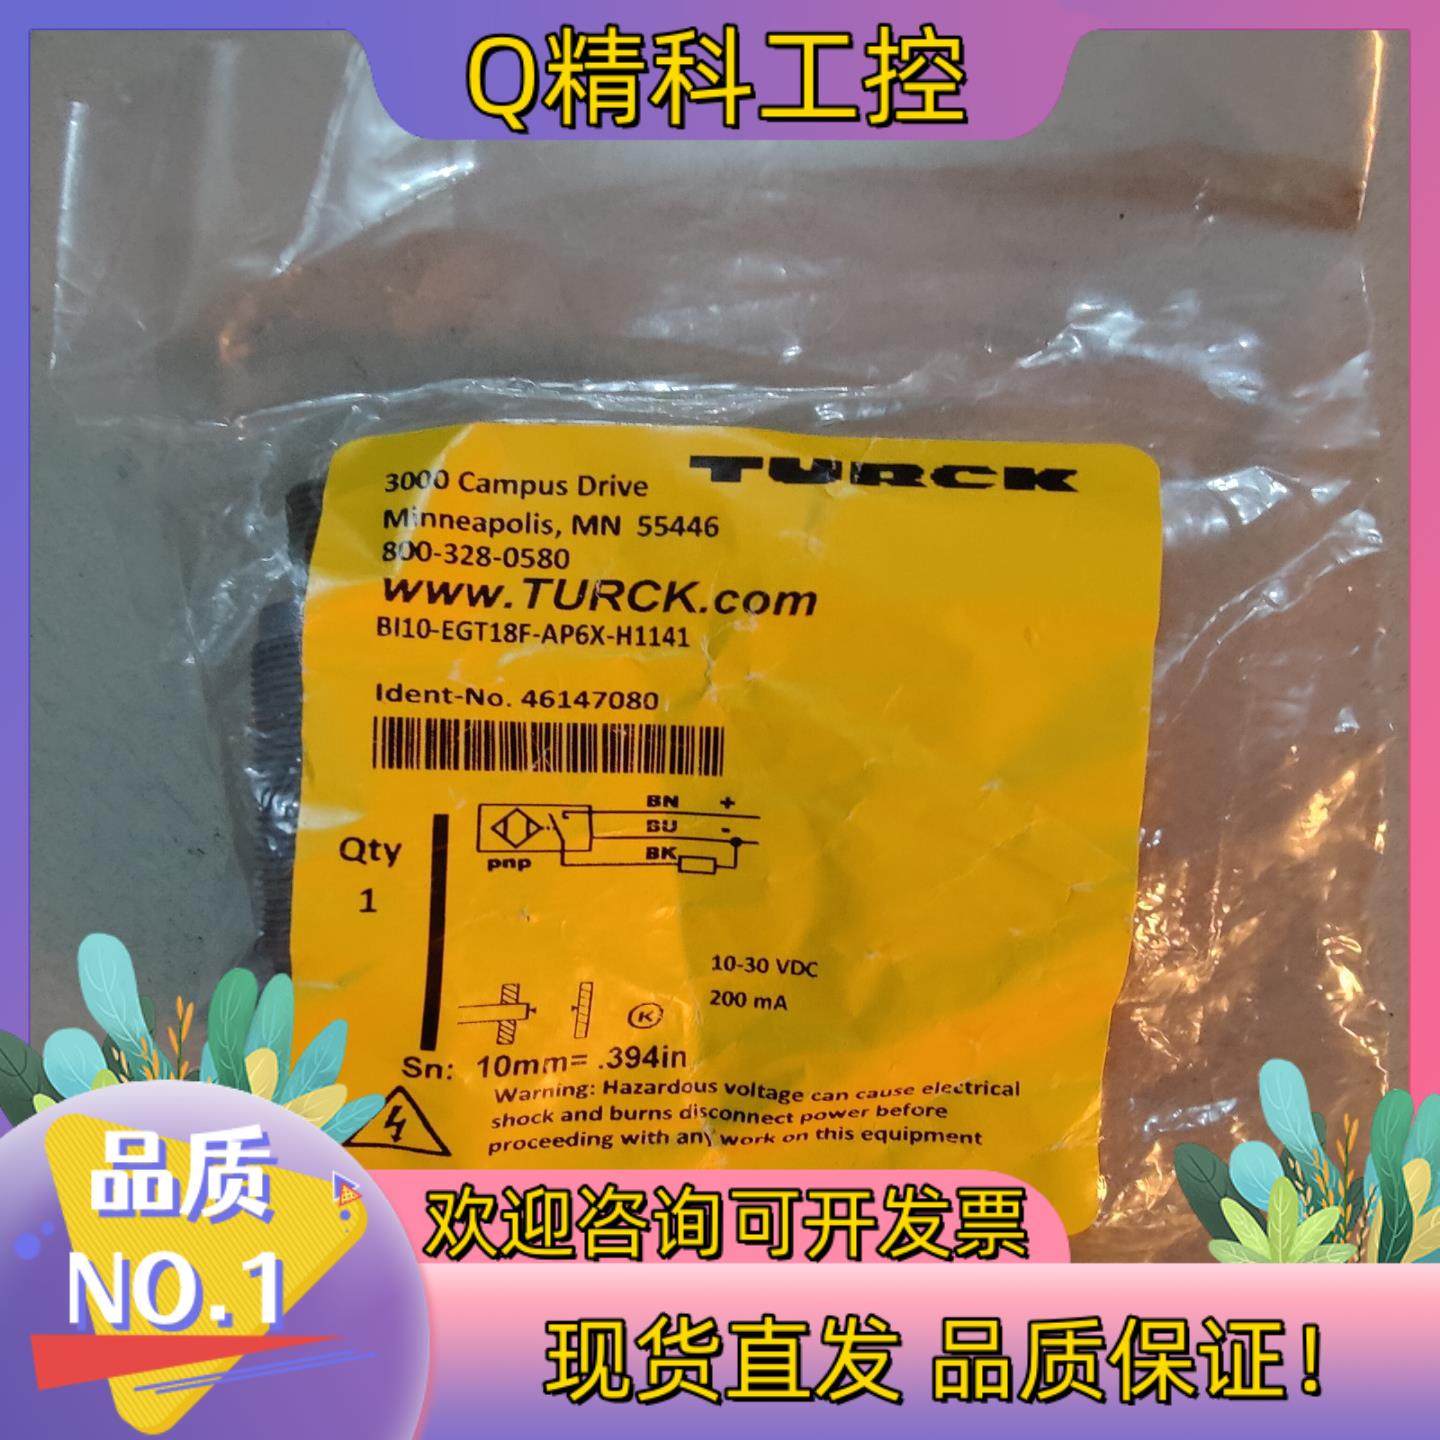 Q精科工控
TURCK
3000 Campus Drive
Minneapolis, MN 55446
800-328-0580
www.TURCK.com
BI10-EGT18F-AP6X-H1141
Ident-No. 46147080
BN +
BU -
BK
pnp
Qty
1
10-30 VDC
200 mA
K
Sn: 10mm= .394in
Warning: Hazardous voltage can cause electrical
shock and burns disconnect power before
proceeding with any work on this equipment
品质
NO.1
欢迎咨询可开发票
现货直发 品质保证！